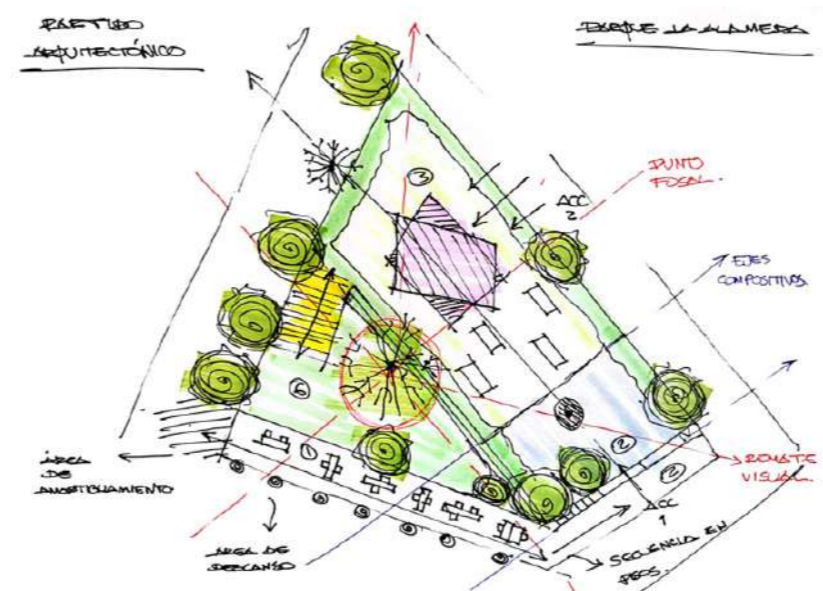 PARTIDO
ARQUITECTÓNICO
PARQUE LA ALAMEDA
PUNTO
FOCAL.
3
ACC
2
EJES
COMPOSITIVOS.
6
1
2
2
REMATE
VISUAL.
ÁREA
DE
AMORTIGUAMIENTO
ACC
1
ÁREA DE
DESCANSO
SECUENCIA EN
PISOS.